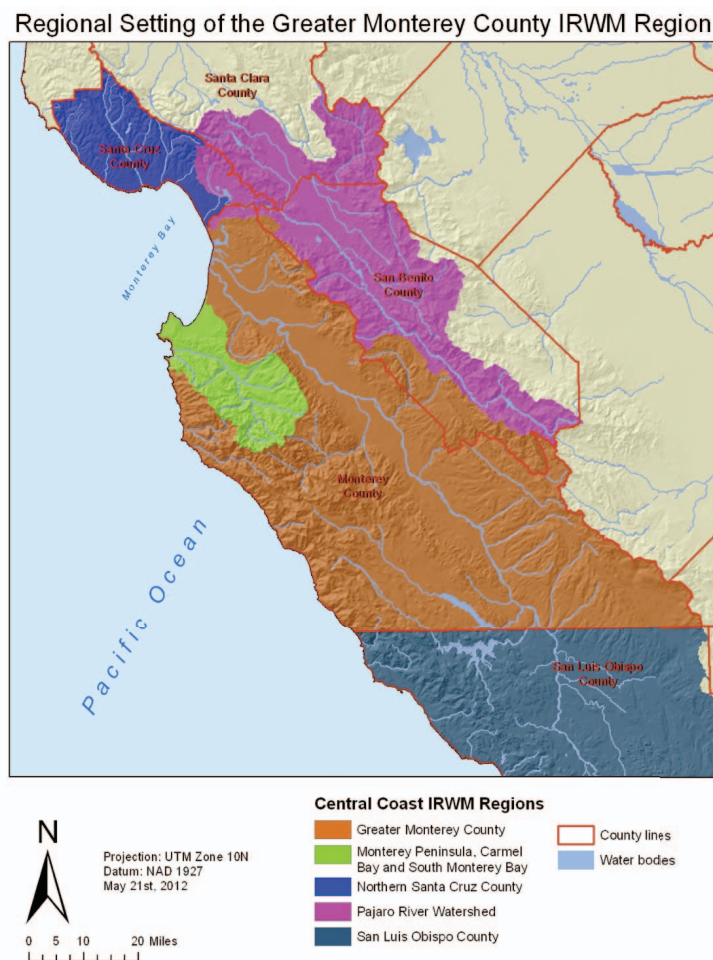 Regional Setting of the Greater Monterey County IRWM Region
Santa Clara
County
Santa Cruz
County
Monterey Bay
San Benito
County
Monterey
County
Pacific Ocean
San Luis Obispo
County
N
Projection: UTM Zone 10N
Datum: NAD 1927
May 21st, 2012
0 5 10 20 Miles
Central Coast IRWM Regions
Greater Monterey County
Monterey Peninsula, Carmel
Bay and South Monterey Bay
Northern Santa Cruz County
Pajaro River Watershed
San Luis Obispo County
County lines
Water bodies